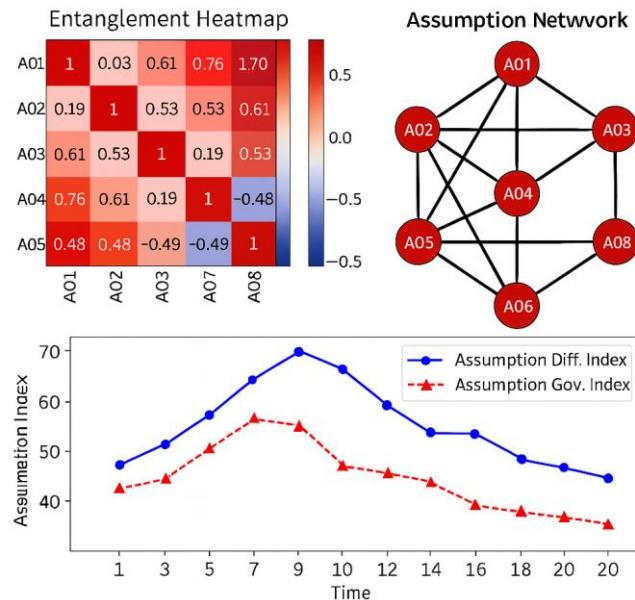 Entanglement Heatmap
A01 1 0.03 0.61 0.76 1.70
A02 0.19 1 0.53 0.53 0.61
A03 0.61 0.53 1 0.19 0.53
A04 0.76 0.61 0.19 1 −0.48
A05 0.48 0.48 −0.49 −0.49 1
A01 A02 A03 A07 A08
0.5
0.0
−0.5
−0.5
Assumption Netwvork
A01
A02 A03
A04
A05 A08
A06
Assaumetion Index
70
60
50
40
Assumption Diff. Index
Assumption Gov. Index
1 3 5 7 9 10 12 14 16 18 20 20
Time